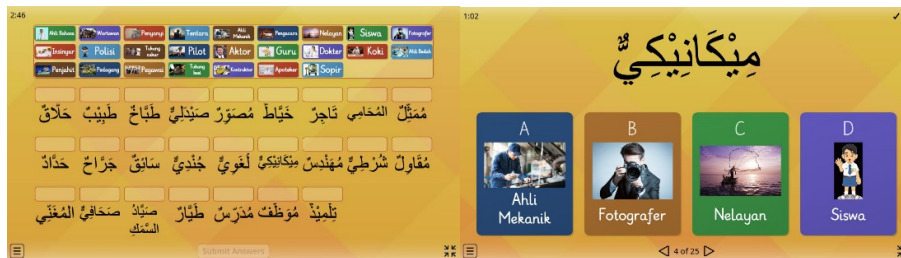 2:46
Ahli Bahasa Wartawan Penyanyi Tentara Ahli Mekanik Pengacara Nelayan Siswa Fotografer
Insinyur Polisi Tukang cukur Pilot Aktor Guru Dokter Koki Ahli Bedah
Penjahit Pedagang Pegawai Tukang besi Kontraktor Apoteker Sopir
مُمَثِّلٌ المُحَامِي تَاجِرٌ خَيَّاطٌ مُصَوِّرٌ صَيْدَلِيٌّ طَبَّاخٌ طَبِيْبٌ حَلَّاقٌ
مُقَاوِلٌ شُرْطِيٌّ مُهَنْدِسٌ مِيْكَانِيْكِيٌّ لُغَوِيٌّ جُنْدِيٌّ سَائِقٌ جَرَّاحٌ حَدَّادٌ
تِلْمِيْذٌ مُوَظَّفٌ مُدَرِّسٌ طَيَّارٌ صَيَّادُ السَّمَكِ صَحَافِيٌّ المُغَنِّي
Submit Answers
1:02
مِيْكَانِيْكِيٌّ
A
Ahli Mekanik
B
Fotografer
C
Nelayan
D
Siswa
4 of 25